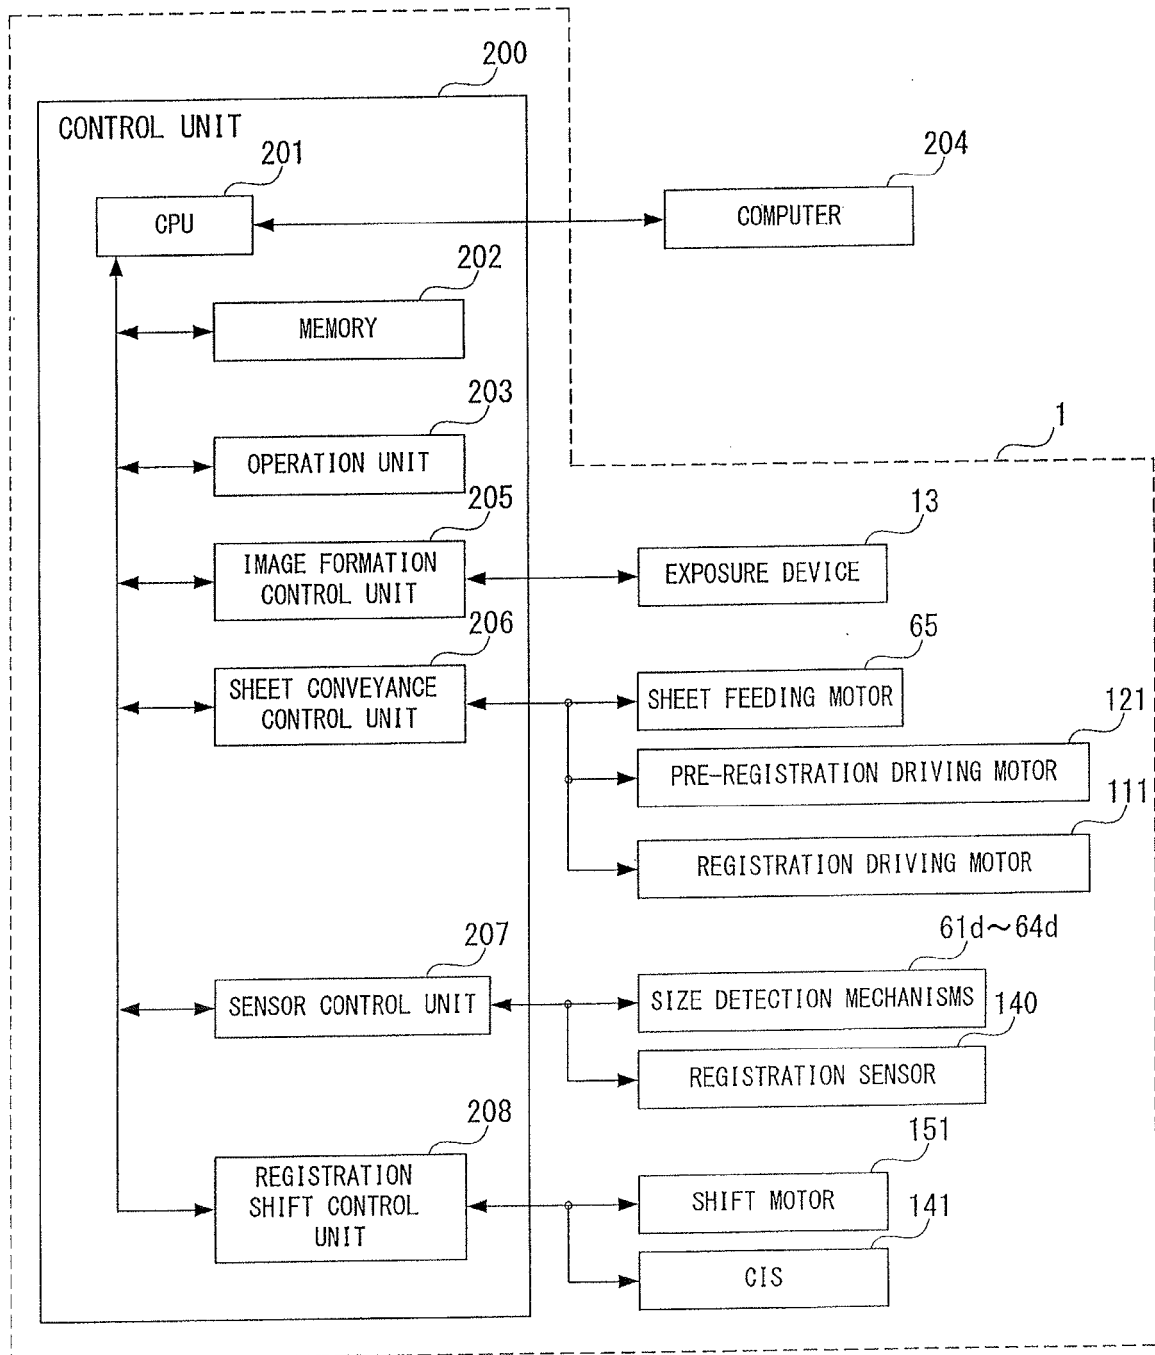 200
CONTROL UNIT
201
CPU
204
COMPUTER
202
MEMORY
203
OPERATION UNIT
1
205
IMAGE FORMATION
CONTROL UNIT
13
EXPOSURE DEVICE
206
SHEET CONVEYANCE
CONTROL UNIT
65
SHEET FEEDING MOTOR
121
PRE-REGISTRATION DRIVING MOTOR
111
REGISTRATION DRIVING MOTOR
207
SENSOR CONTROL UNIT
61d～64d
SIZE DETECTION MECHANISMS
140
REGISTRATION SENSOR
208
REGISTRATION
SHIFT CONTROL
UNIT
151
SHIFT MOTOR
141
CIS